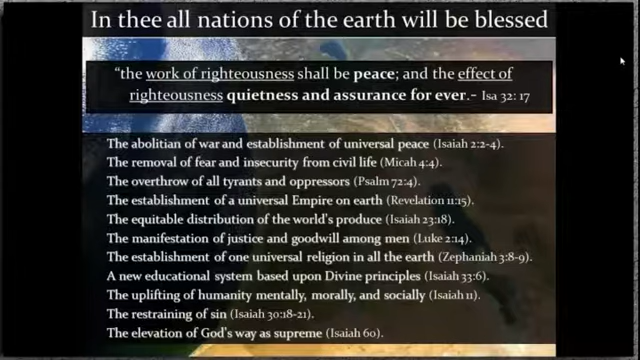 In thee all nations of the earth will be blessed
“the work of righteousness shall be peace; and the effect of
righteousness quietness and assurance for ever.- Isa 32: 17
The abolitian of war and establishment of universal peace (Isaiah 2:2-4).
The removal of fear and insecurity from civil life (Micah 4:4).
The overthrow of all tyrants and oppressors (Psalm 72:4).
The establishment of a universal Empire on earth (Revelation 11:15).
The equitable distribution of the world's produce (Isaiah 23:18).
The manifestation of justice and goodwill among men (Luke 2:14).
The establishment of one universal religion in all the earth (Zephaniah 3:8-9).
A new educational system based upon Divine principles (Isaiah 33:6).
The uplifting of humanity mentally, morally, and socially (Isaiah 11).
The restraining of sin (Isaiah 30:18-21).
The elevation of God's way as supreme (Isaiah 60).